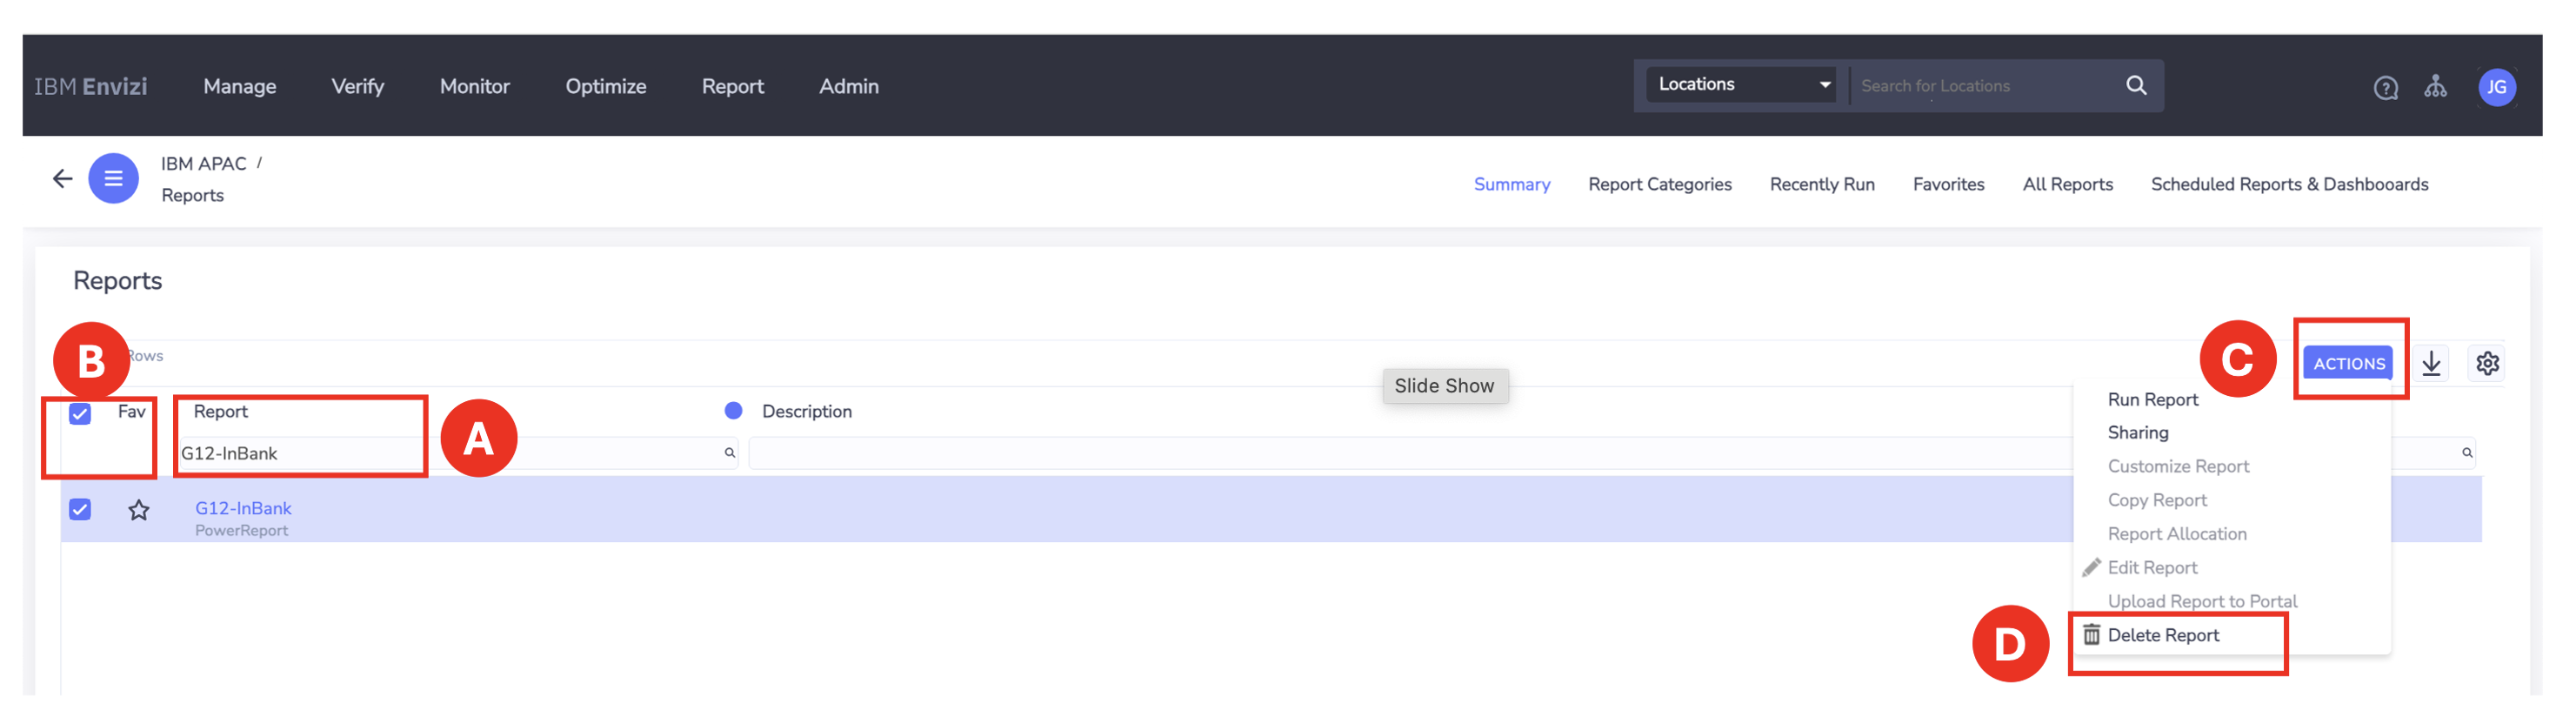 IBM Envizi Manage Verify Monitor Optimize Report Admin Locations Search for Locations JG
IBM APAC /
Reports
Summary Report Categories Recently Run Favorites All Reports Scheduled Reports & Dashbooards
Reports
B Rows
C ACTIONS
Slide Show
Fav Report Description
A
G12-InBank
G12-InBank
PowerReport
Run Report
Sharing
Customize Report
Copy Report
Report Allocation
Edit Report
Upload Report to Portal
D Delete Report